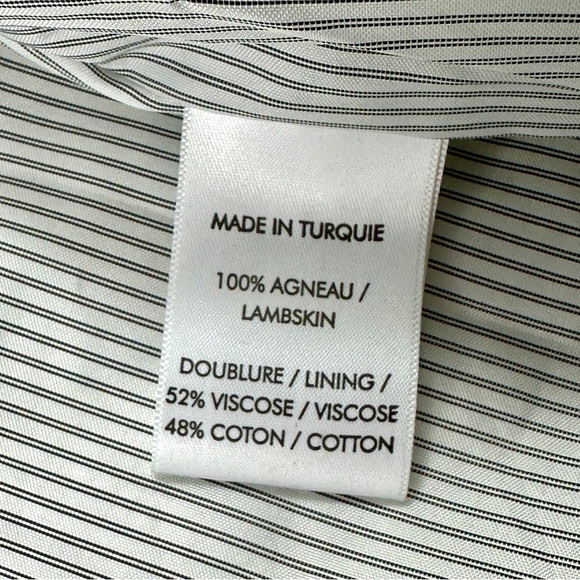 MADE IN TURQUIE
100% AGNEAU /
LAMBSKIN
DOUBLURE / LINING /
52% VISCOSE / VISCOSE
48% COTON / COTTON